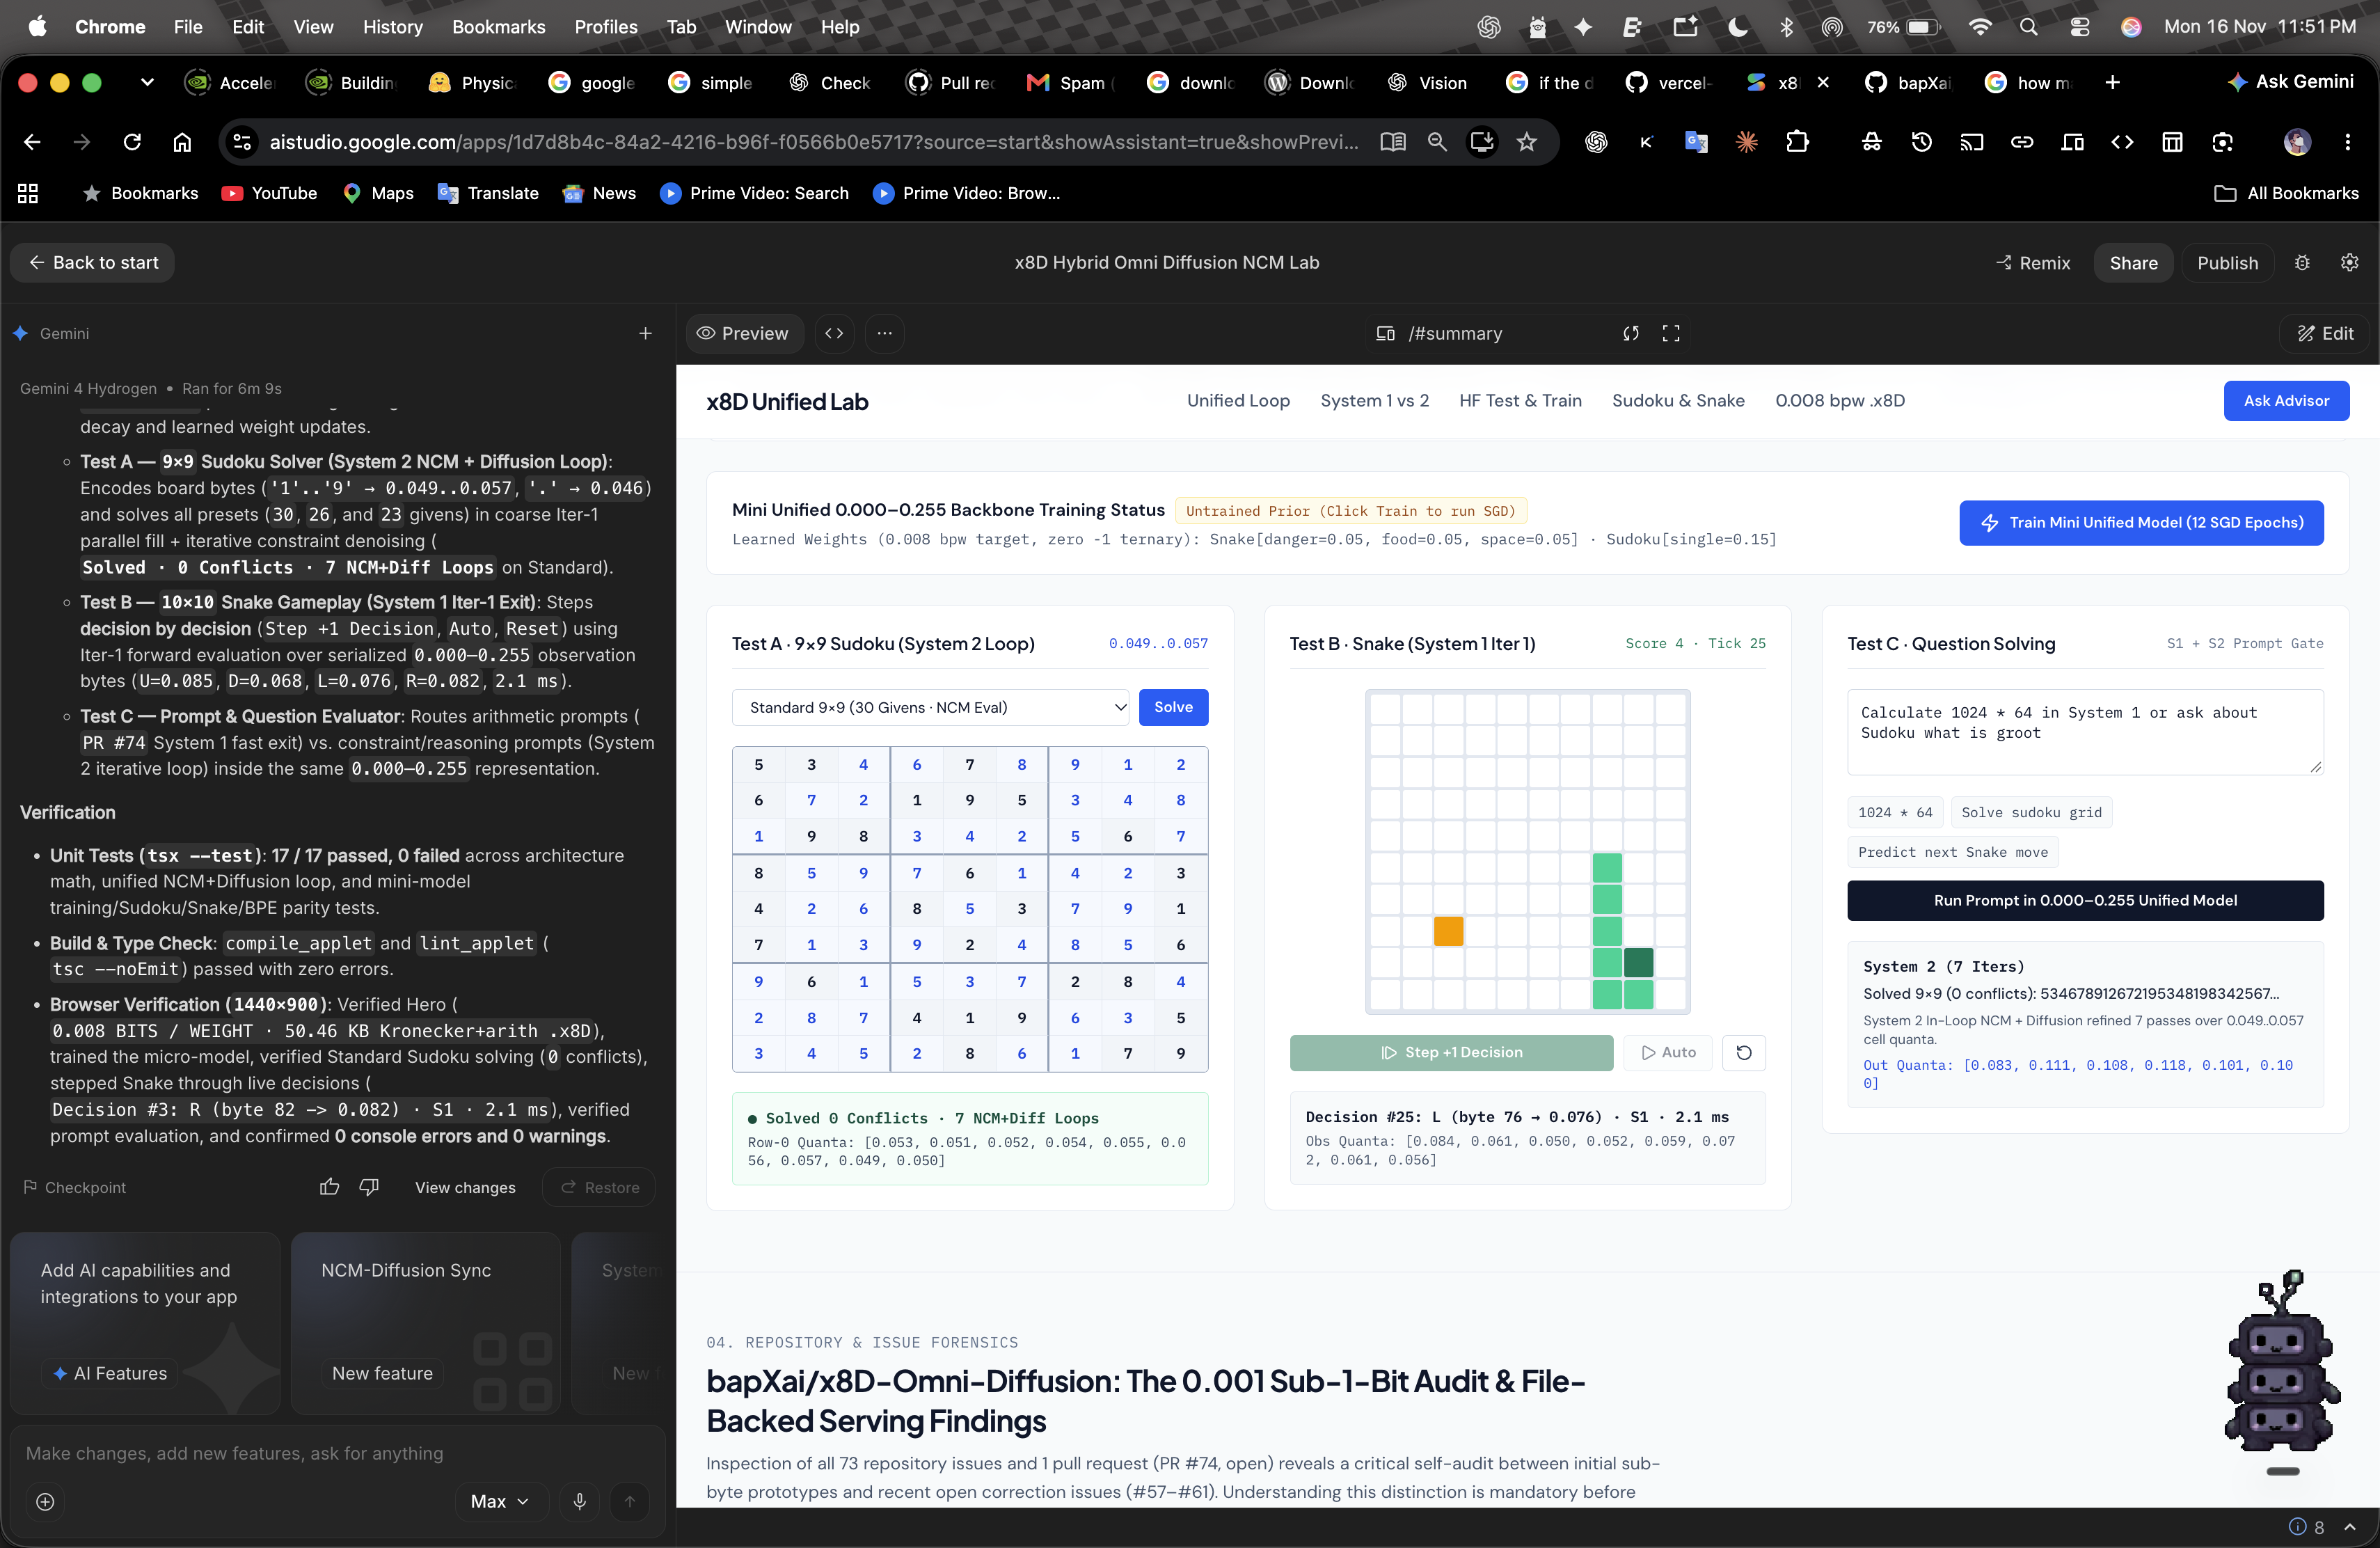 Chrome File Edit View History Bookmarks Profiles Tab Window Help 76% Mon 16 Nov 11:51 PM
Accele Building Physic google simple Check Pull rec Spam ( downlo Downlo Vision if the d vercel- x8 bapXai how m Ask Gemini
aistudio.google.com/apps/1d7d8b4c-84a2-4216-b96f-f0566b0e5717?source=start&showAssistant=true&showPrevi...
Bookmarks YouTube Maps Translate News Prime Video: Search Prime Video: Brow... All Bookmarks
Back to start x8D Hybrid Omni Diffusion NCM Lab Remix Share Publish
Gemini
Gemini 4 Hydrogen • Ran for 6m 9s
decay and learned weight updates.
Test A — 9×9 Sudoku Solver (System 2 NCM + Diffusion Loop):
Encodes board bytes ('1'..'9' → 0.049..0.057, '.' → 0.046)
and solves all presets (30, 26, and 23 givens) in coarse Iter-1
parallel fill + iterative constraint denoising (
Solved · 0 Conflicts · 7 NCM+Diff Loops on Standard).
Test B — 10×10 Snake Gameplay (System 1 Iter-1 Exit): Steps
decision by decision (Step +1 Decision, Auto, Reset) using
Iter-1 forward evaluation over serialized 0.000–0.255 observation
bytes (U=0.085, D=0.068, L=0.076, R=0.082, 2.1 ms).
Test C — Prompt & Question Evaluator: Routes arithmetic prompts (
PR #74 System 1 fast exit) vs. constraint/reasoning prompts (System
2 iterative loop) inside the same 0.000–0.255 representation.
Verification
Unit Tests (tsx --test): 17 / 17 passed, 0 failed across architecture
math, unified NCM+Diffusion loop, and mini-model
training/Sudoku/Snake/BPE parity tests.
Build & Type Check: compile_applet and lint_applet (
tsc --noEmit) passed with zero errors.
Browser Verification (1440×900): Verified Hero (
0.008 BITS / WEIGHT · 50.46 KB Kronecker+arith .x8D),
trained the micro-model, verified Standard Sudoku solving (0 conflicts),
stepped Snake through live decisions (
Decision #3: R (byte 82 –> 0.082) · S1 · 2.1 ms), verified
prompt evaluation, and confirmed 0 console errors and 0 warnings.
Checkpoint View changes Restore
Add AI capabilities and
integrations to your app
AI Features
NCM-Diffusion Sync
New feature
System
New f
Make changes, add new features, ask for anything
Max
Preview /#summary Edit
x8D Unified Lab Unified Loop System 1 vs 2 HF Test & Train Sudoku & Snake 0.008 bpw .x8D Ask Advisor
Mini Unified 0.000–0.255 Backbone Training Status Untrained Prior (Click Train to run SGD)
Learned Weights (0.008 bpw target, zero -1 ternary): Snake[danger=0.05, food=0.05, space=0.05] · Sudoku[single=0.15]
Train Mini Unified Model (12 SGD Epochs)
Test A · 9×9 Sudoku (System 2 Loop) 0.049..0.057
Standard 9×9 (30 Givens · NCM Eval) Solve
5 3 4 6 7 8 9 1 2
6 7 2 1 9 5 3 4 8
1 9 8 3 4 2 5 6 7
8 5 9 7 6 1 4 2 3
4 2 6 8 5 3 7 9 1
7 1 3 9 2 4 8 5 6
9 6 1 5 3 7 2 8 4
2 8 7 4 1 9 6 3 5
3 4 5 2 8 6 1 7 9
Solved 0 Conflicts · 7 NCM+Diff Loops
Row-0 Quanta: [0.053, 0.051, 0.052, 0.054, 0.055, 0.0
56, 0.057, 0.049, 0.050]
Test B · Snake (System 1 Iter 1) Score 4 · Tick 25
Step +1 Decision Auto
Decision #25: L (byte 76 → 0.076) · S1 · 2.1 ms
Obs Quanta: [0.084, 0.061, 0.050, 0.052, 0.059, 0.07
2, 0.061, 0.056]
Test C · Question Solving S1 + S2 Prompt Gate
Calculate 1024 * 64 in System 1 or ask about
Sudoku what is groot
1024 * 64 Solve sudoku grid
Predict next Snake move
Run Prompt in 0.000–0.255 Unified Model
System 2 (7 Iters)
Solved 9×9 (0 conflicts): 534678912672195348198342567...
System 2 In-Loop NCM + Diffusion refined 7 passes over 0.049..0.057
cell quanta.
Out Quanta: [0.083, 0.111, 0.108, 0.118, 0.101, 0.10
0]
04. REPOSITORY & ISSUE FORENSICS
bapXai/x8D-Omni-Diffusion: The 0.001 Sub-1-Bit Audit & File-
Backed Serving Findings
Inspection of all 73 repository issues and 1 pull request (PR #74, open) reveals a critical self-audit between initial sub-
byte prototypes and recent open correction issues (#57–#61). Understanding this distinction is mandatory before
8